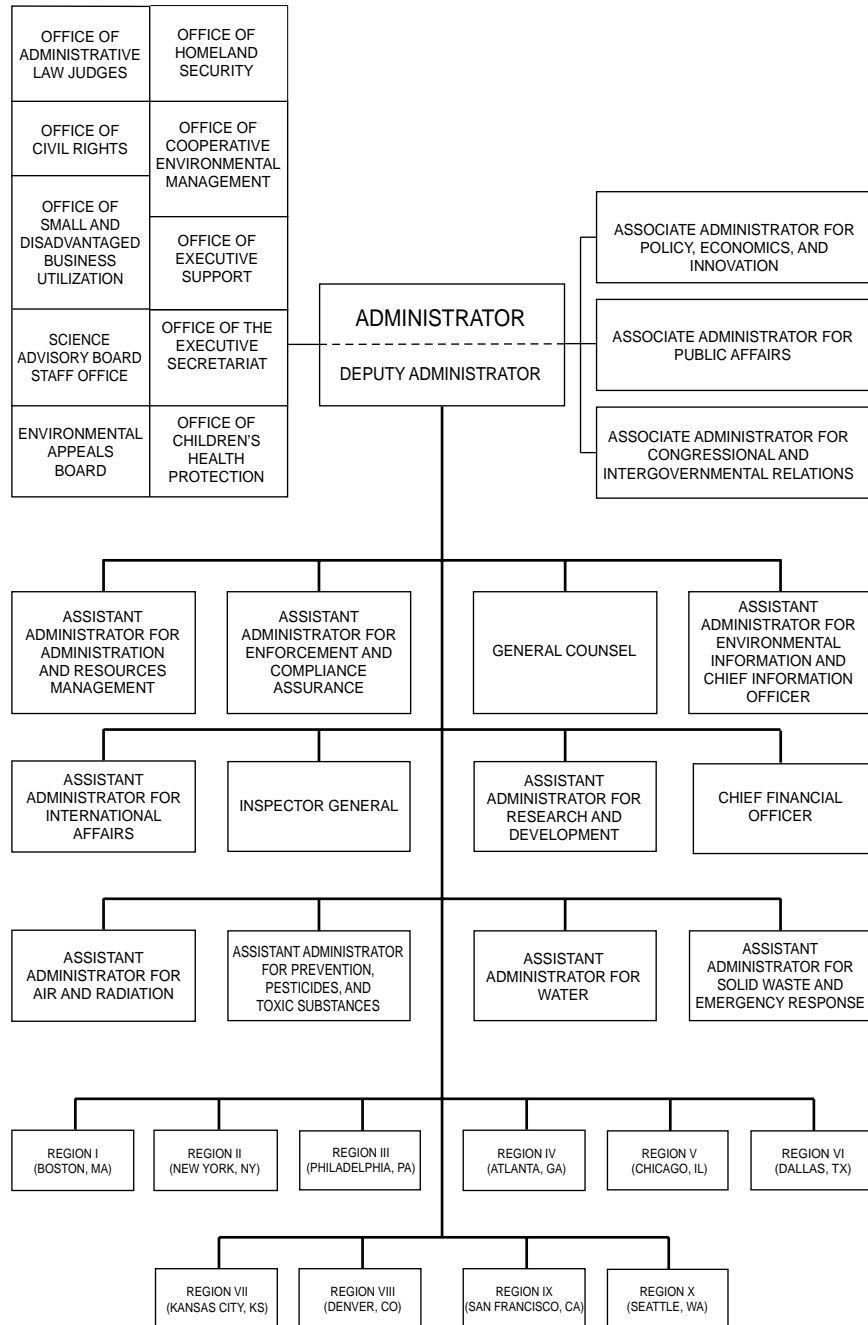 OFFICE OF
ADMINISTRATIVE
LAW JUDGES
OFFICE OF
HOMELAND
SECURITY
OFFICE OF
CIVIL RIGHTS
OFFICE OF
COOPERATIVE
ENVIRONMENTAL
MANAGEMENT
OFFICE OF
SMALL AND
DISADVANTAGED
BUSINESS
UTILIZATION
OFFICE OF
EXECUTIVE
SUPPORT
SCIENCE
ADVISORY BOARD
STAFF OFFICE
OFFICE OF THE
EXECUTIVE
SECRETARIAT
ENVIRONMENTAL
APPEALS
BOARD
OFFICE OF
CHILDREN'S
HEALTH
PROTECTION
ADMINISTRATOR
DEPUTY ADMINISTRATOR
ASSOCIATE ADMINISTRATOR FOR
POLICY, ECONOMICS, AND
INNOVATION
ASSOCIATE ADMINISTRATOR FOR
PUBLIC AFFAIRS
ASSOCIATE ADMINISTRATOR FOR
CONGRESSIONAL AND
INTERGOVERNMENTAL RELATIONS
ASSISTANT
ADMINISTRATOR FOR
ADMINISTRATION
AND RESOURCES
MANAGEMENT
ASSISTANT
ADMINISTRATOR FOR
ENFORCEMENT AND
COMPLIANCE
ASSURANCE
GENERAL COUNSEL
ASSISTANT
ADMINISTRATOR FOR
ENVIRONMENTAL
INFORMATION AND
CHIEF INFORMATION
OFFICER
ASSISTANT
ADMINISTRATOR FOR
INTERNATIONAL
AFFAIRS
INSPECTOR GENERAL
ASSISTANT
ADMINISTRATOR FOR
RESEARCH AND
DEVELOPMENT
CHIEF FINANCIAL
OFFICER
ASSISTANT
ADMINISTRATOR FOR
AIR AND RADIATION
ASSISTANT ADMINISTRATOR
FOR PREVENTION,
PESTICIDES, AND
TOXIC SUBSTANCES
ASSISTANT
ADMINISTRATOR FOR
WATER
ASSISTANT
ADMINISTRATOR FOR
SOLID WASTE AND
EMERGENCY RESPONSE
REGION I
(BOSTON, MA)
REGION II
(NEW YORK, NY)
REGION III
(PHILADELPHIA, PA)
REGION IV
(ATLANTA, GA)
REGION V
(CHICAGO, IL)
REGION VI
(DALLAS, TX)
REGION VII
(KANSAS CITY, KS)
REGION VIII
(DENVER, CO)
REGION IX
(SAN FRANCISCO, CA)
REGION X
(SEATTLE, WA)